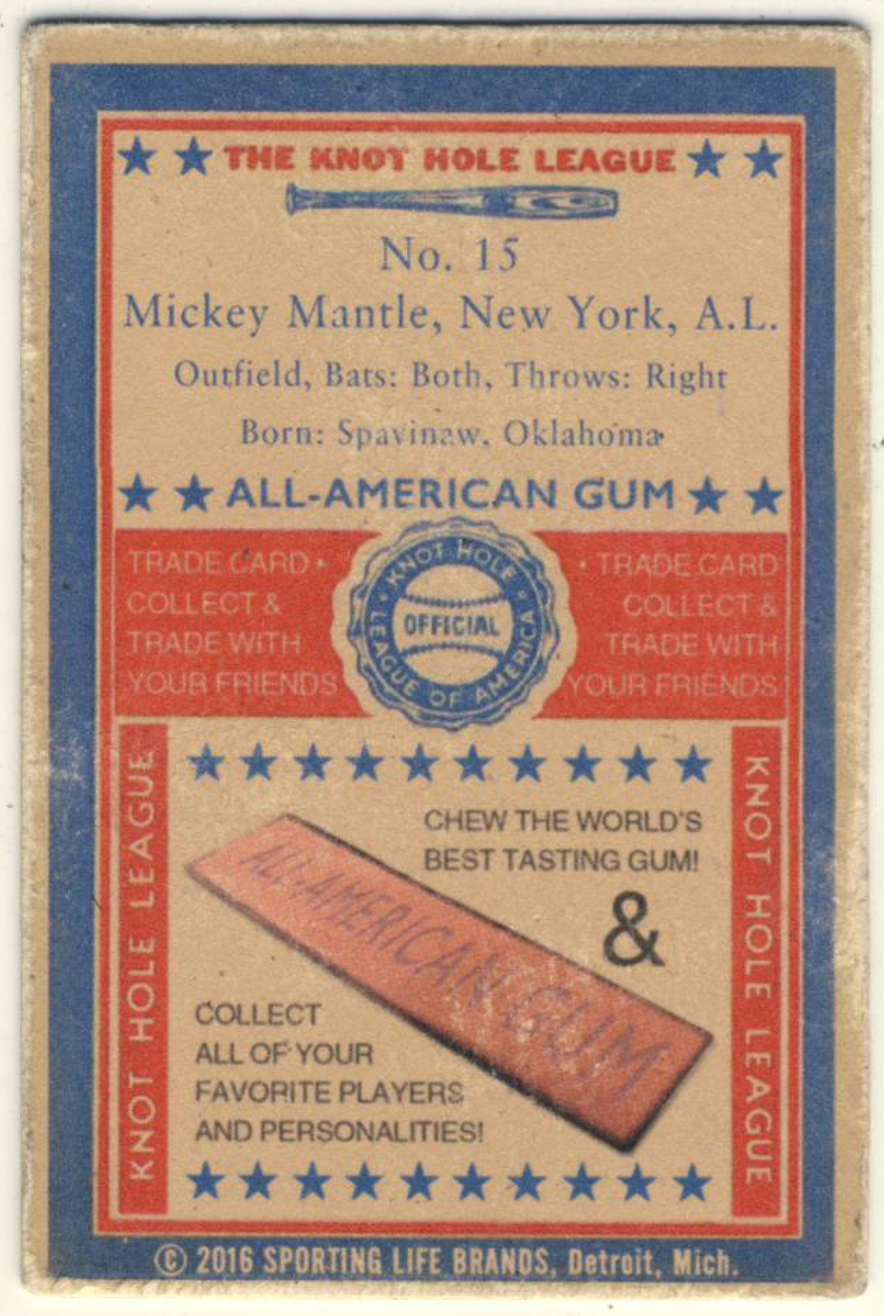 THE KNOT HOLE LEAGUE
No. 15
Mickey Mantle, New York, A.L.
Outfield, Bats: Both, Throws: Right
Born: Spavinaw, Oklahoma
ALL-AMERICAN GUM
TRADE CARD •
COLLECT &
TRADE WITH
YOUR FRIENDS
• KNOT HOLE •
LEAGUE OF AMERICA
OFFICIAL
• TRADE CARD
COLLECT &
TRADE WITH
YOUR FRIENDS
KNOT HOLE LEAGUE
CHEW THE WORLD'S
BEST TASTING GUM!
&
ALL-AMERICAN GUM
COLLECT
ALL OF YOUR
FAVORITE PLAYERS
AND PERSONALITIES!
KNOT HOLE LEAGUE
© 2016 SPORTING LIFE BRANDS, Detroit, Mich.